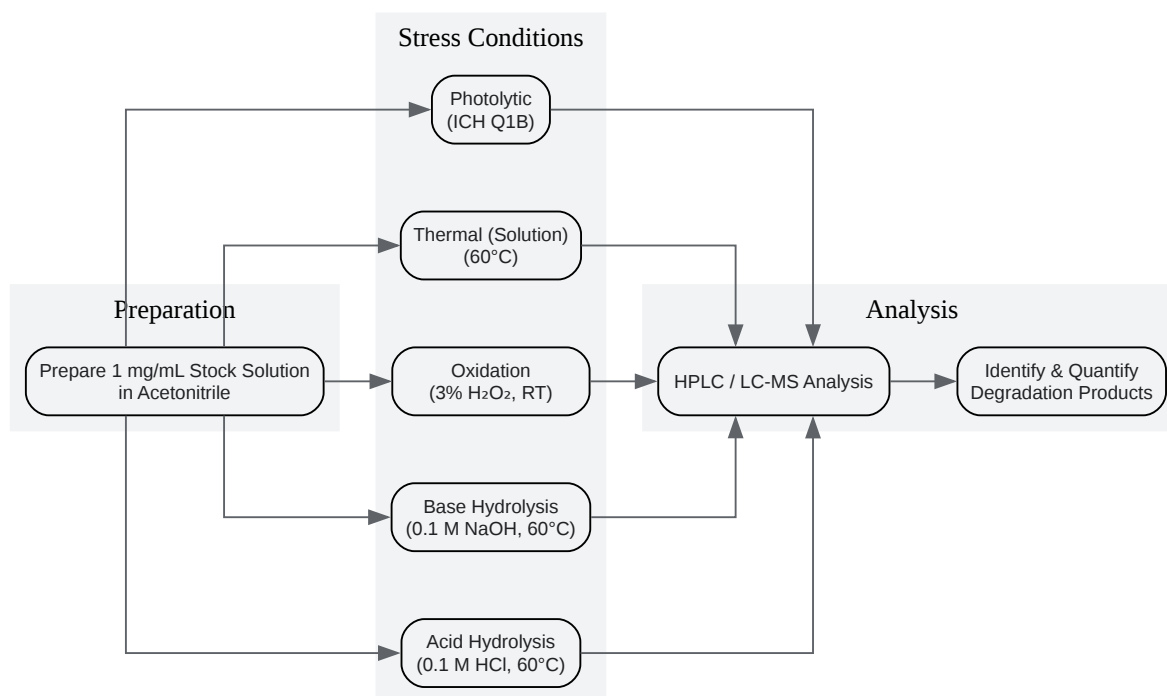 Stress Conditions
Photolytic
(ICH Q1B)
Thermal (Solution)
(60°C)
Preparation
Prepare 1 mg/mL Stock Solution
in Acetonitrile
Oxidation
(3% H₂O₂, RT)
Base Hydrolysis
(0.1 M NaOH, 60°C)
Acid Hydrolysis
(0.1 M HCl, 60°C)
Analysis
HPLC / LC-MS Analysis
Identify & Quantify
Degradation Products